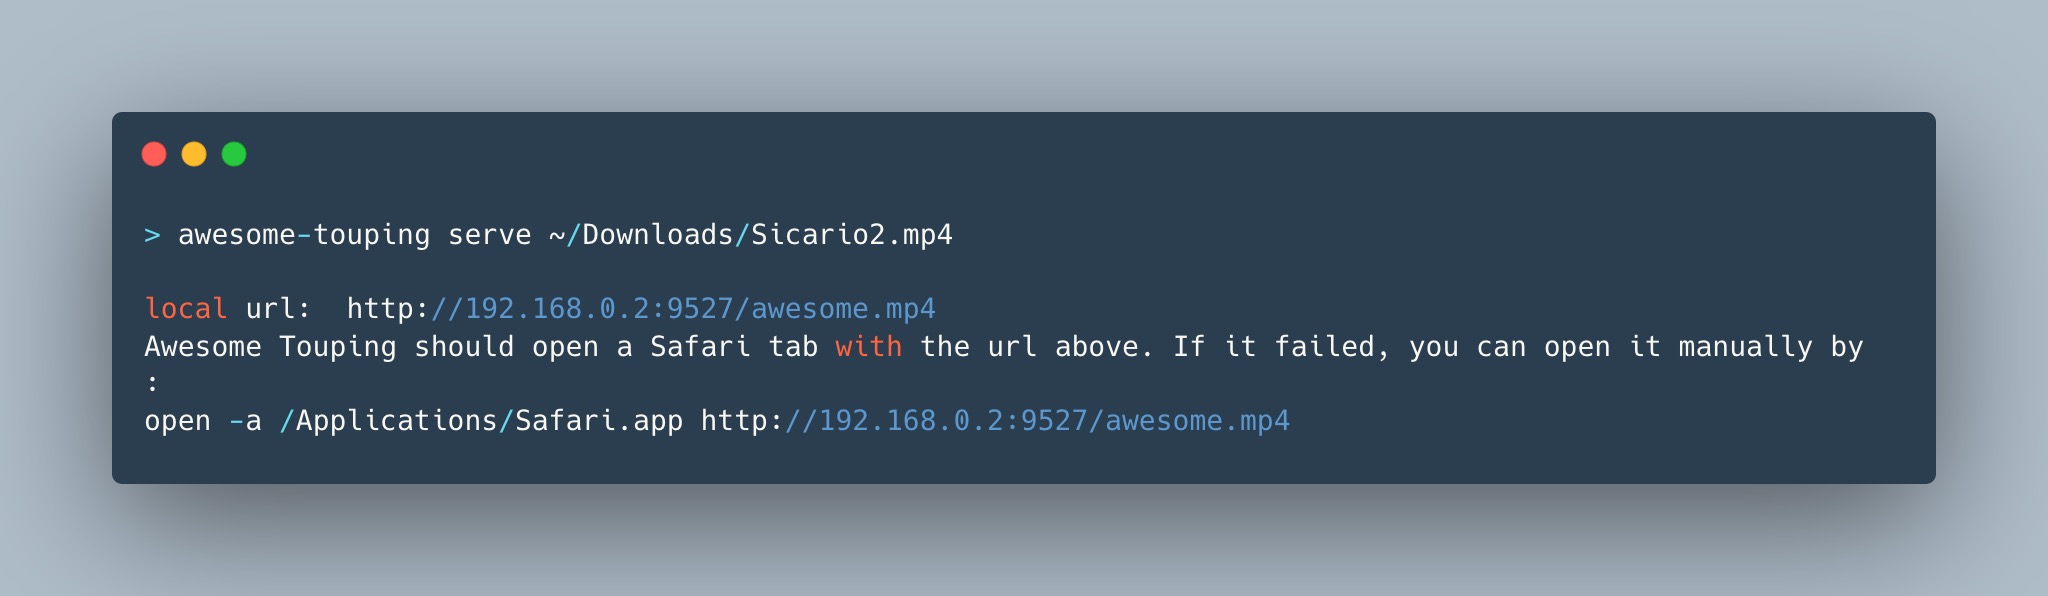 > awesome-touping serve ~/Downloads/Sicario2.mp4
local url:  http://192.168.0.2:9527/awesome.mp4
Awesome Touping should open a Safari tab with the url above. If it failed, you can open it manually by
:
open -a /Applications/Safari.app http://192.168.0.2:9527/awesome.mp4